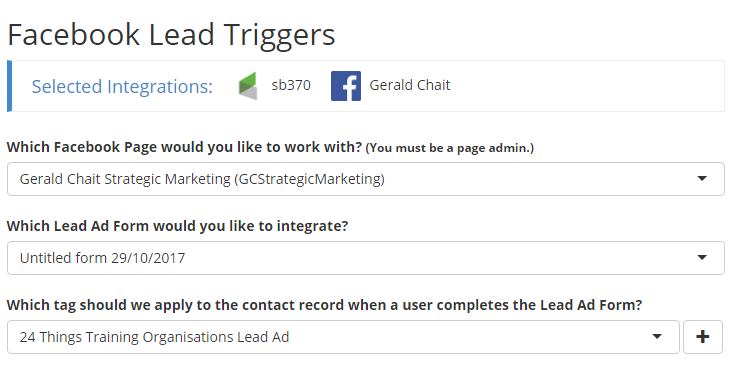 Facebook Lead Triggers
Selected Integrations: sb370 Gerald Chait
Which Facebook Page would you like to work with? (You must be a page admin.)
Gerald Chait Strategic Marketing (GCStrategicMarketing)
Which Lead Ad Form would you like to integrate?
Untitled form 29/10/2017
Which tag should we apply to the contact record when a user completes the Lead Ad Form?
24 Things Training Organisations Lead Ad